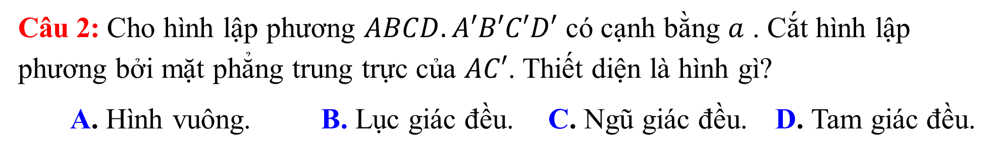 Câu 2: Cho hình lập phương ABCD.A′B′C′D′ có cạnh bằng a . Cắt hình lập
phương bởi mặt phẳng trung trực của AC′. Thiết diện là hình gì?
A. Hình vuông. B. Lục giác đều. C. Ngũ giác đều. D. Tam giác đều.